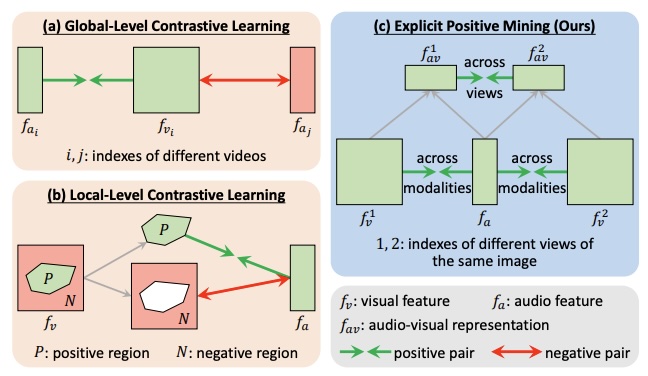 (a) Global-Level Contrastive Learning
f_{a_i}
f_{v_i}
f_{a_j}
i, j: indexes of different videos
(b) Local-Level Contrastive Learning
P
P
N
N
f_v
f_a
P: positive region N: negative region
(c) Explicit Positive Mining (Ours)
f_{av}^1
across
views
f_{av}^2
across
modalities
across
modalities
f_v^1
f_a
f_v^2
1, 2: indexes of different views of
the same image
f_v: visual feature f_a: audio feature
f_{av}: audio-visual representation
positive pair negative pair